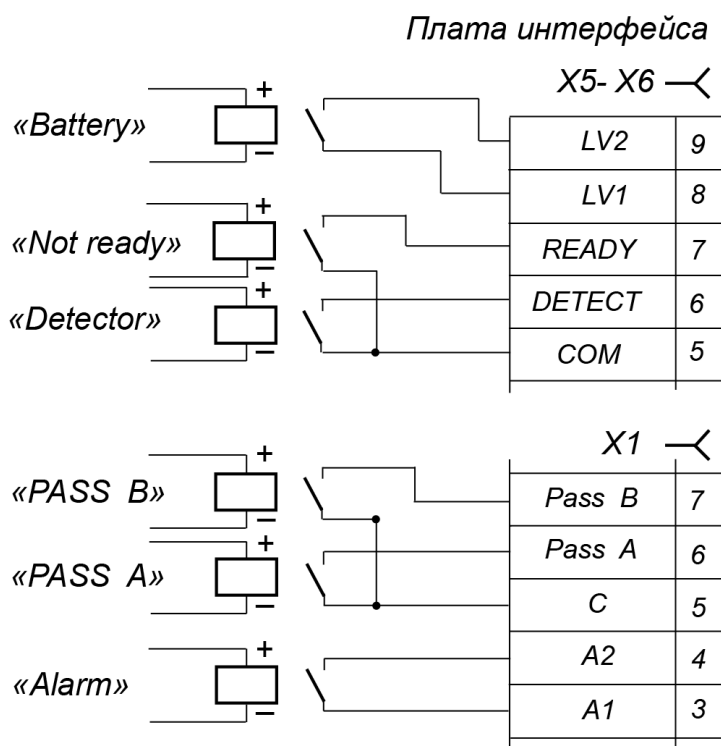 Плата интерфейса
X5- X6
+
«Battery» LV2 9
–
LV1 8
+
«Not ready» READY 7
–
+
«Detector» DETECT 6
–
COM 5
X1
+
«PASS B» Pass B 7
–
+
«PASS A» Pass A 6
–
C 5
+
A2 4
«Alarm»
–
A1 3